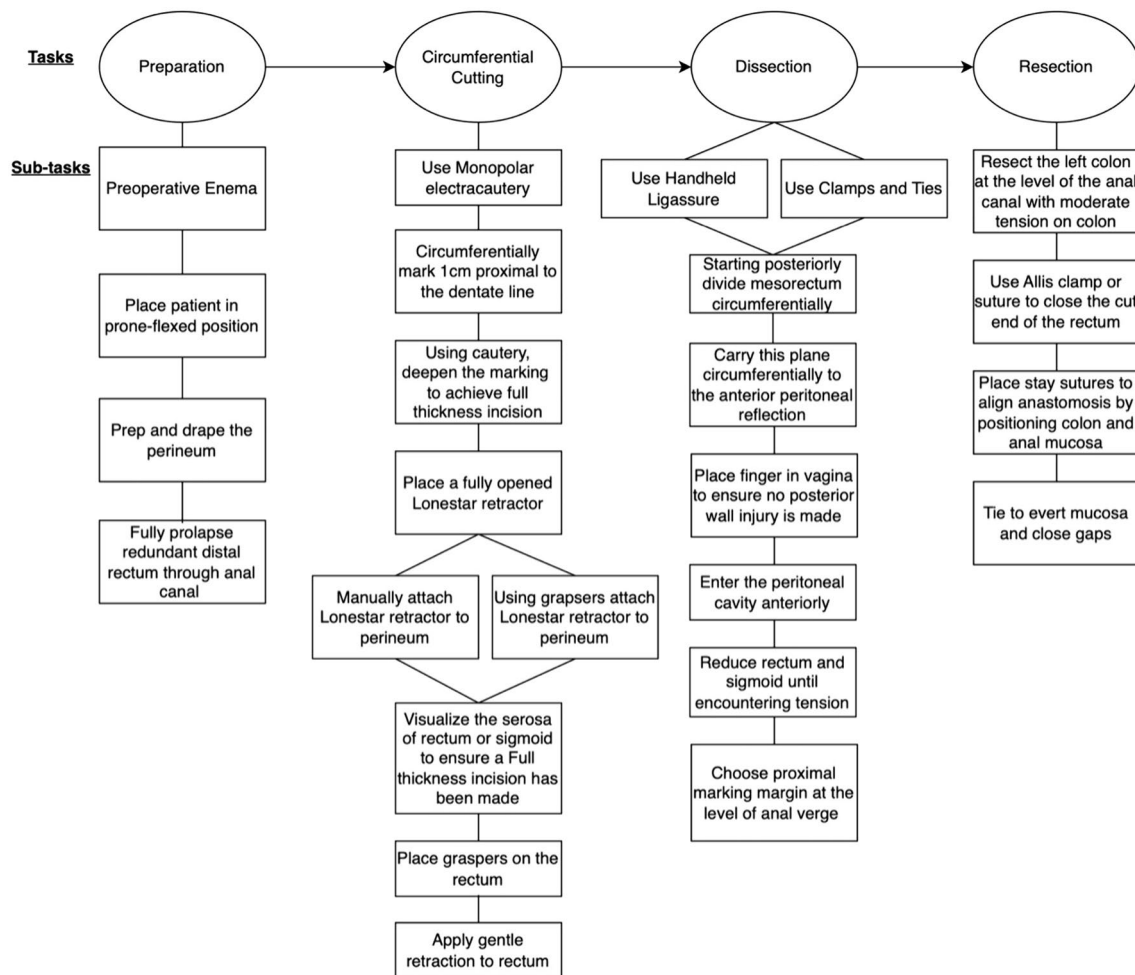 Tasks
Preparation
Circumferential
Cutting
Dissection
Resection
Sub-tasks
Preoperative Enema
Place patient in
prone-flexed position
Prep and drape the
perineum
Fully prolapse
redundant distal
rectum through anal
canal
Use Monopolar
electracautery
Circumferentially
mark 1cm proximal to
the dentate line
Using cautery,
deepen the marking
to achieve full
thickness incision
Place a fully opened
Lonestar retractor
Manually attach
Lonestar retractor to
perineum
Using grapsers attach
Lonestar retractor to
perineum
Visualize the serosa
of rectum or sigmoid
to ensure a Full
thickness incision has
been made
Place graspers on the
rectum
Apply gentle
retraction to rectum
Use Handheld
Ligassure
Use Clamps and Ties
Starting posteriorly
divide mesorectum
circumferentially
Carry this plane
circumferentially to
the anterior peritoneal
reflection
Place finger in vagina
to ensure no posterior
wall injury is made
Enter the peritoneal
cavity anteriorly
Reduce rectum and
sigmoid until
encountering tension
Choose proximal
marking margin at the
level of anal verge
Resect the left colon
at the level of the anal
canal with moderate
tension on colon
Use Allis clamp or
suture to close the cut
end of the rectum
Place stay sutures to
align anastomosis by
positioning colon and
anal mucosa
Tie to evert mucosa
and close gaps